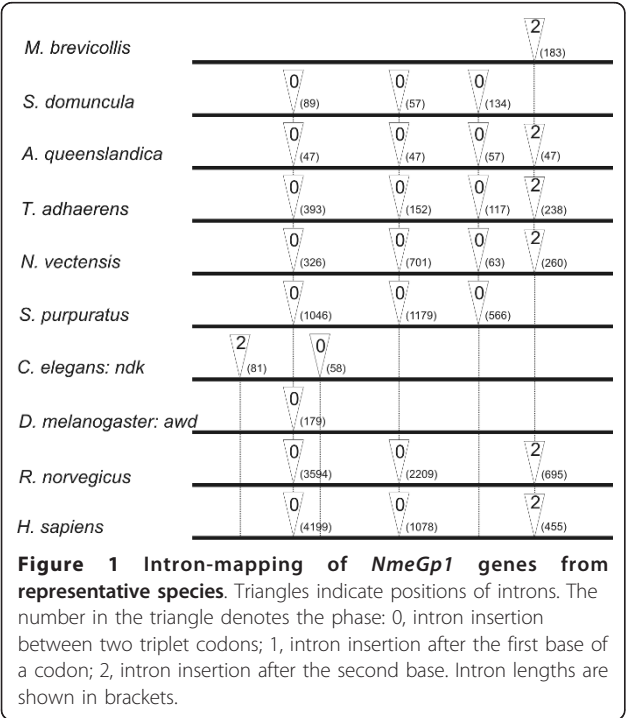 2
M. brevicollis
(183)
0 0 0
S. domuncula
(89) (57) (134)
0 0 0 2
A. queenslandica
(47) (47) (57) (47)
0 0 0 2
T. adhaerens
(393) (152) (117) (238)
0 0 0 2
N. vectensis
(326) (701) (63) (260)
0 0 0
S. purpuratus
(1046) (1179) (566)
2 0
C. elegans: ndk
(81) (58)
0
D. melanogaster: awd
(179)
0 0 2
R. norvegicus
(3594) (2209) (695)
0 0 2
H. sapiens
(4199) (1078) (455)
Figure 1 Intron-mapping of NmeGp1 genes from
representative species. Triangles indicate positions of introns. The
number in the triangle denotes the phase: 0, intron insertion
between two triplet codons; 1, intron insertion after the first base of
a codon; 2, intron insertion after the second base. Intron lengths are
shown in brackets.